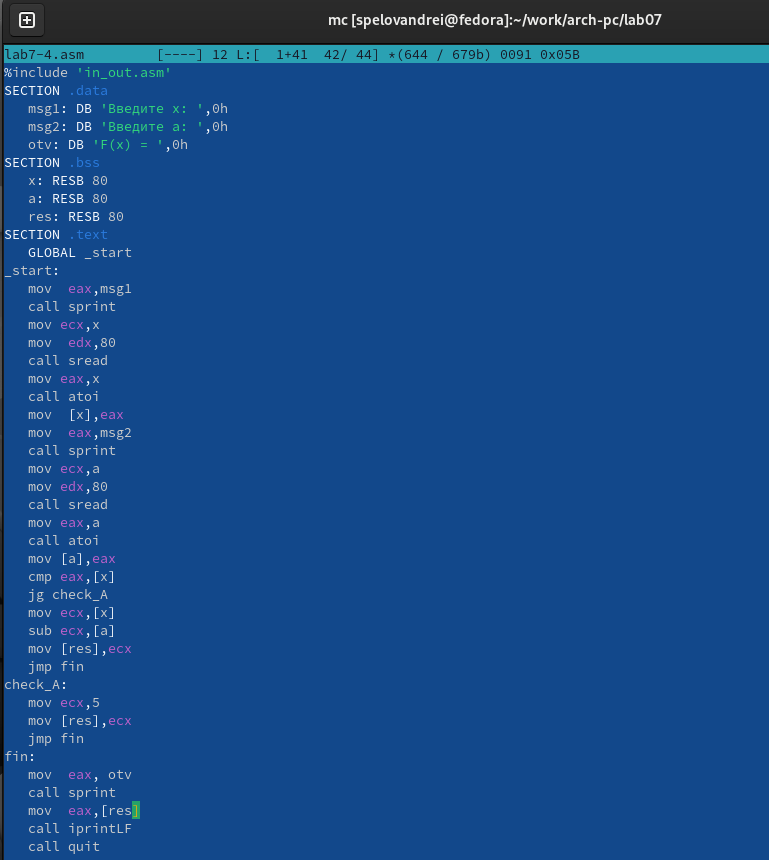 mc [spelovandrei@fedora]:~/work/arch-pc/lab07
lab7-4.asm         [----] 12 L:[  1+41  42/ 44] *(644 / 679b) 0091 0x05B
%include 'in_out.asm'
SECTION .data
   msg1: DB 'Введите x: ',0h
   msg2: DB 'Введите a: ',0h
   otv: DB 'F(x) = ',0h
SECTION .bss
   x: RESB 80
   a: RESB 80
   res: RESB 80
SECTION .text
   GLOBAL _start
_start:
   mov  eax,msg1
   call sprint
   mov ecx,x
   mov  edx,80
   call sread
   mov eax,x
   call atoi
   mov  [x],eax
   mov  eax,msg2
   call sprint
   mov ecx,a
   mov edx,80
   call sread
   mov eax,a
   call atoi
   mov [a],eax
   cmp eax,[x]
   jg check_A
   mov ecx,[x]
   sub ecx,[a]
   mov [res],ecx
   jmp fin
check_A:
   mov ecx,5
   mov [res],ecx
   jmp fin
fin:
   mov  eax, otv
   call sprint
   mov  eax,[res]
   call iprintLF
   call quit